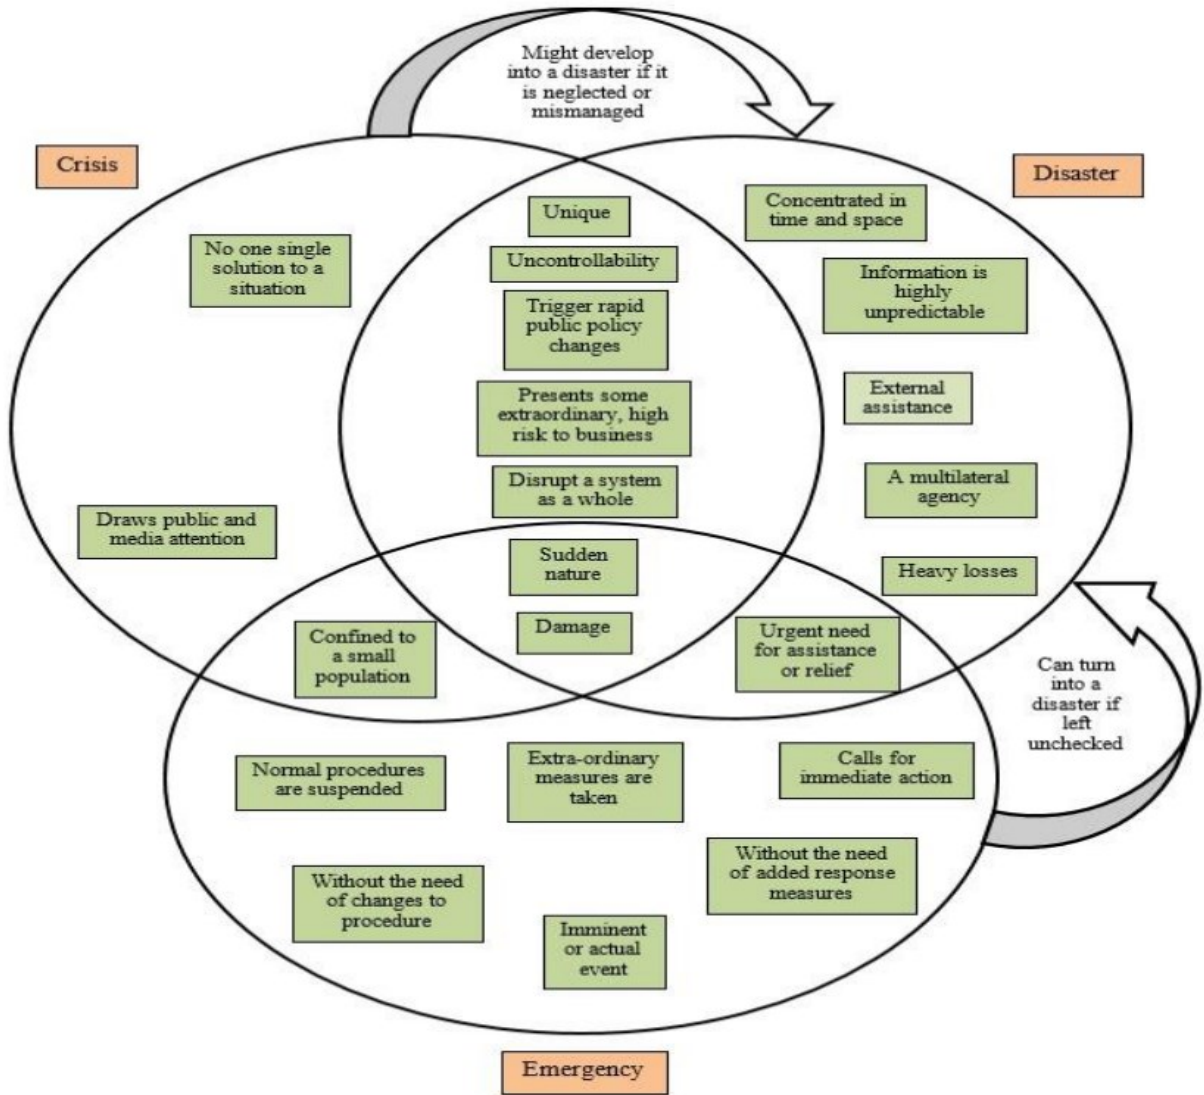 Might develop
into a disaster if it
is neglected or
mismanaged
Crisis
Disaster
No one single
solution to a
situation
Draws public and
media attention
Unique
Uncontrollability
Trigger rapid
public policy
changes
Presents some
extraordinary, high
risk to business
Disrupt a system
as a whole
Concentrated in
time and space
Information is
highly
unpredictable
External
assistance
A multilateral
agency
Heavy losses
Sudden
nature
Damage
Confined to
a small
population
Urgent need
for assistance
or relief
Can turn
into a
disaster if
left
unchecked
Normal procedures
are suspended
Extra-ordinary
measures are
taken
Calls for
immediate action
Without the need
of changes to
procedure
Without the need
of added response
measures
Imminent
or actual
event
Emergency